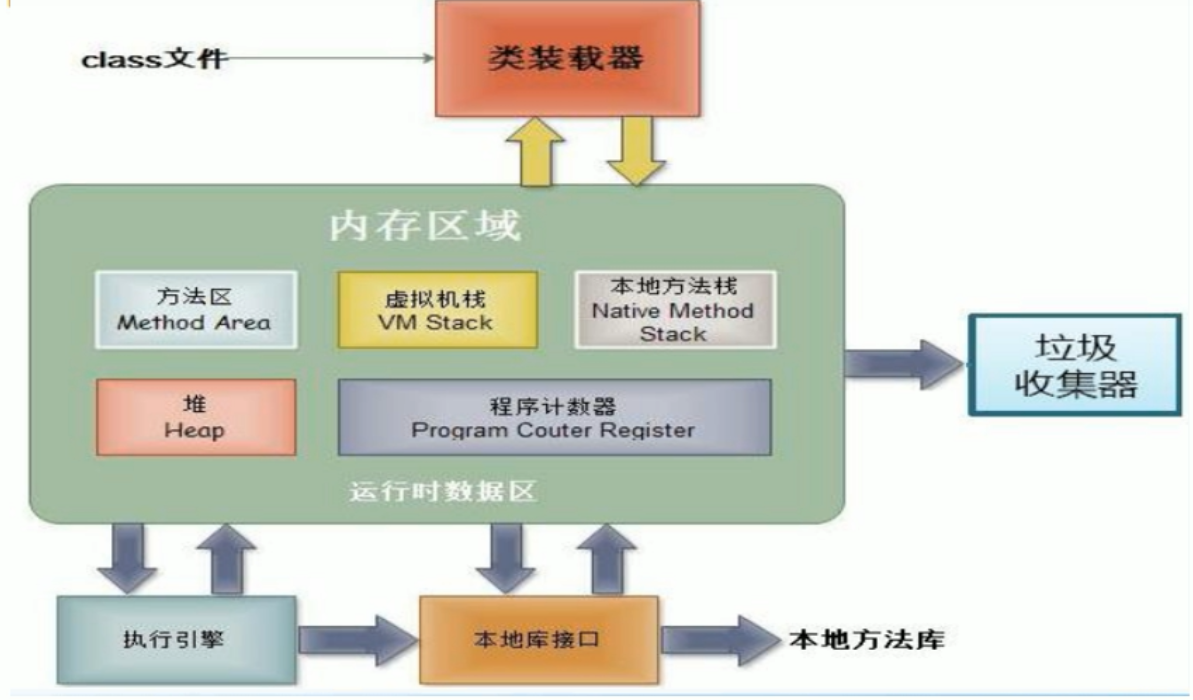 class文件
类装载器
内存区域
方法区
Method Area
虚拟机栈
VM Stack
本地方法栈
Native Method
Stack
堆
Heap
程序计数器
Program Couter Register
运行时数据区
垃圾
收集器
执行引擎
本地库接口
本地方法库